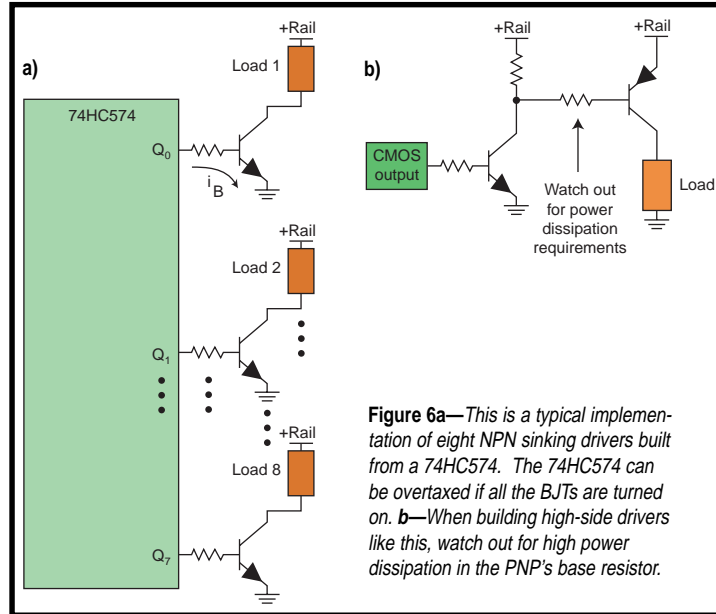 a)
+Rail
Load 1
74HC574
Q0
iB
+Rail
Load 2
Q1
+Rail
Load 8
Q7
b)
+Rail
+Rail
CMOS
output
Load
Watch out
for power
dissipation
requirements
Figure 6a—This is a typical implemen-
tation of eight NPN sinking drivers built
from a 74HC574. The 74HC574 can
be overtaxed if all the BJTs are turned
on. b—When building high-side drivers
like this, watch out for high power
dissipation in the PNP's base resistor.